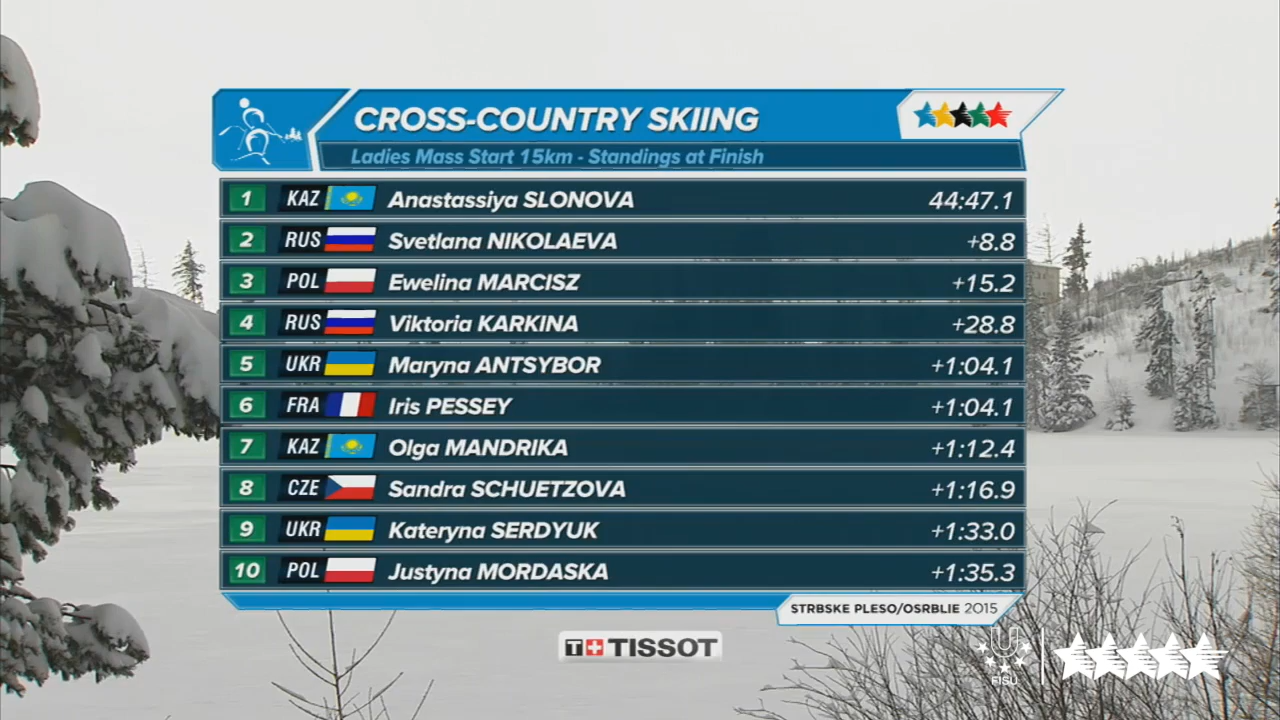 CROSS-COUNTRY SKIING
Ladies Mass Start 15km - Standings at Finish
1 KAZ Anastassiya SLONOVA 44:47.1
2 RUS Svetlana NIKOLAEVA +8.8
3 POL Ewelina MARCISZ +15.2
4 RUS Viktoria KARKINA +28.8
5 UKR Maryna ANTSYBOR +1:04.1
6 FRA Iris PESSEY +1:04.1
7 KAZ Olga MANDRIKA +1:12.4
8 CZE Sandra SCHUETZOVA +1:16.9
9 UKR Kateryna SERDYUK +1:33.0
10 POL Justyna MORDASKA +1:35.3
STRBSKE PLESO/OSRBLIE 2015
T+ TISSOT
U
FISU